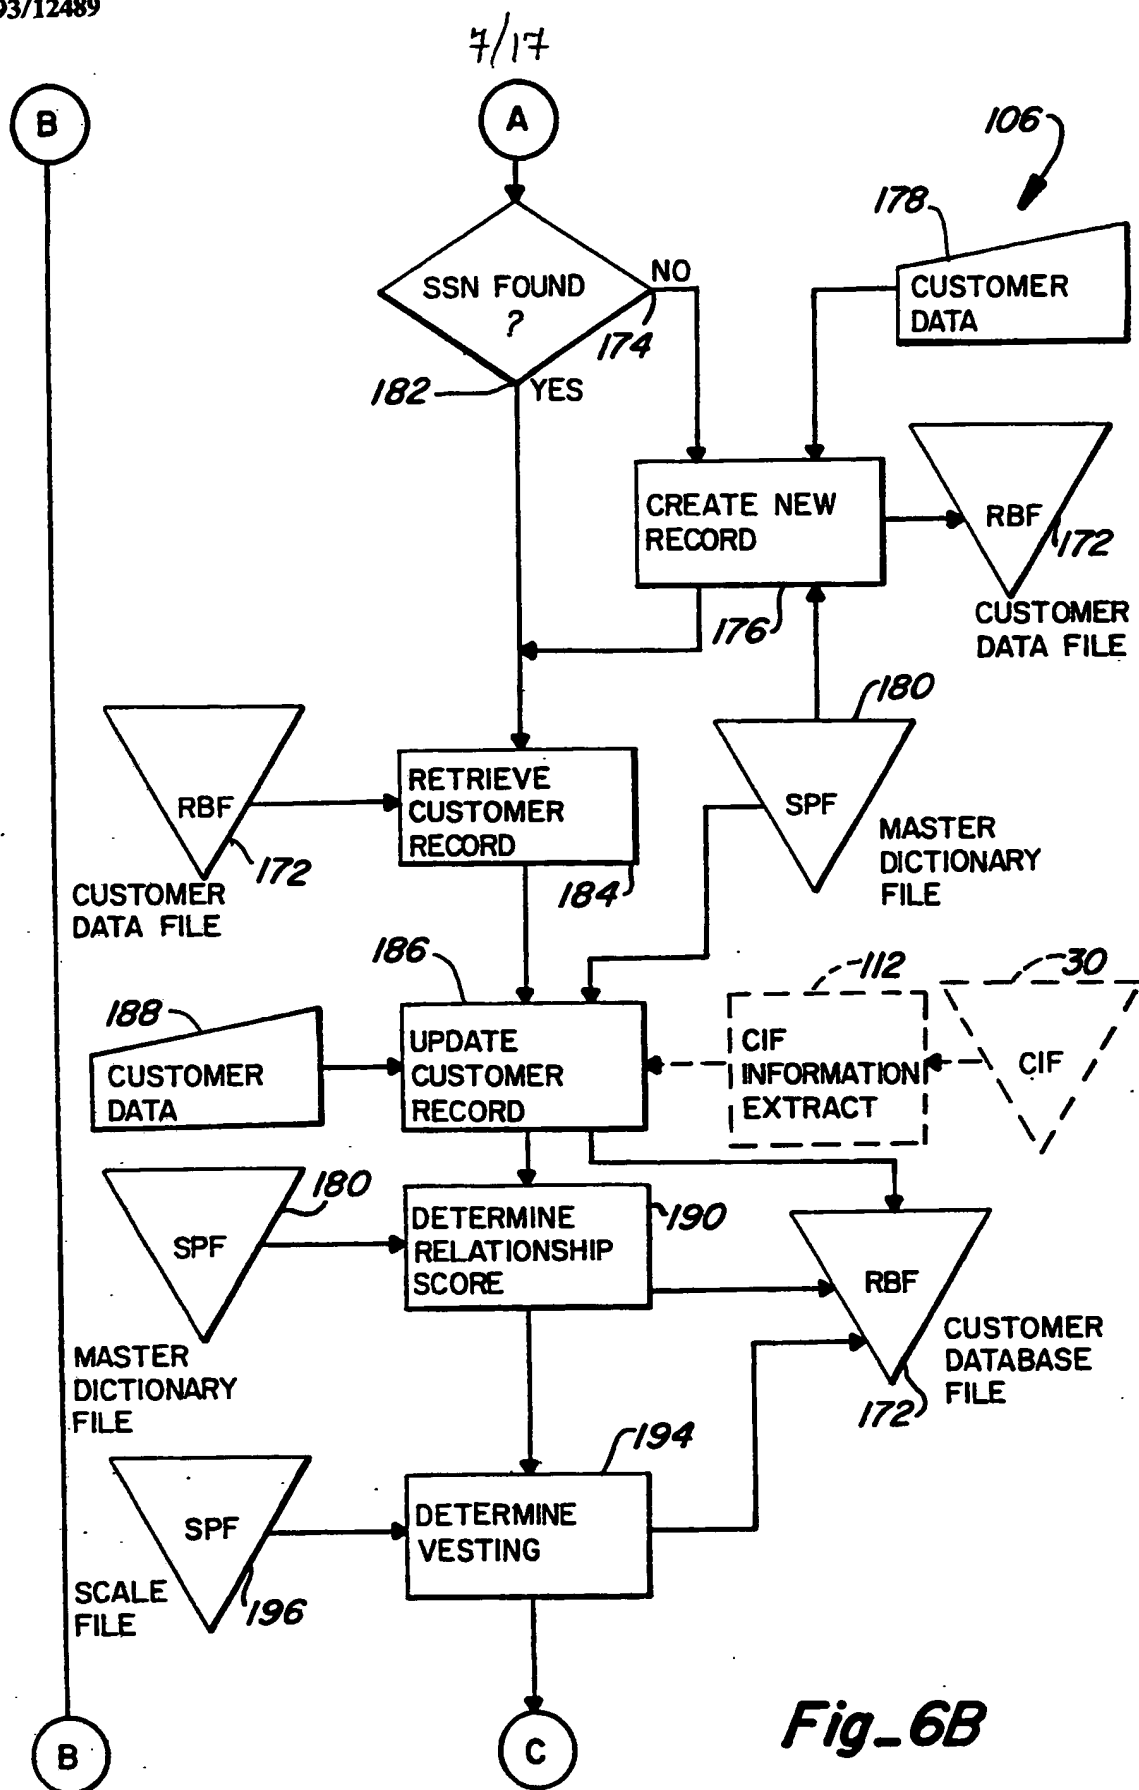 93/12489
7/17
B
A
106
178
CUSTOMER
DATA
SSN FOUND
?
NO
174
182
YES
CREATE NEW
RECORD
176
RBF
172
CUSTOMER
DATA FILE
180
SPF
MASTER
DICTIONARY
FILE
RBF
172
CUSTOMER
DATA FILE
RETRIEVE
CUSTOMER
RECORD
184
186
188
CUSTOMER
DATA
UPDATE
CUSTOMER
RECORD
112
CIF
INFORMATION
EXTRACT
30
CIF
180
SPF
MASTER
DICTIONARY
FILE
DETERMINE
RELATIONSHIP
SCORE
190
RBF
172
CUSTOMER
DATABASE
FILE
194
DETERMINE
VESTING
SPF
196
SCALE
FILE
B
C
Fig_6B